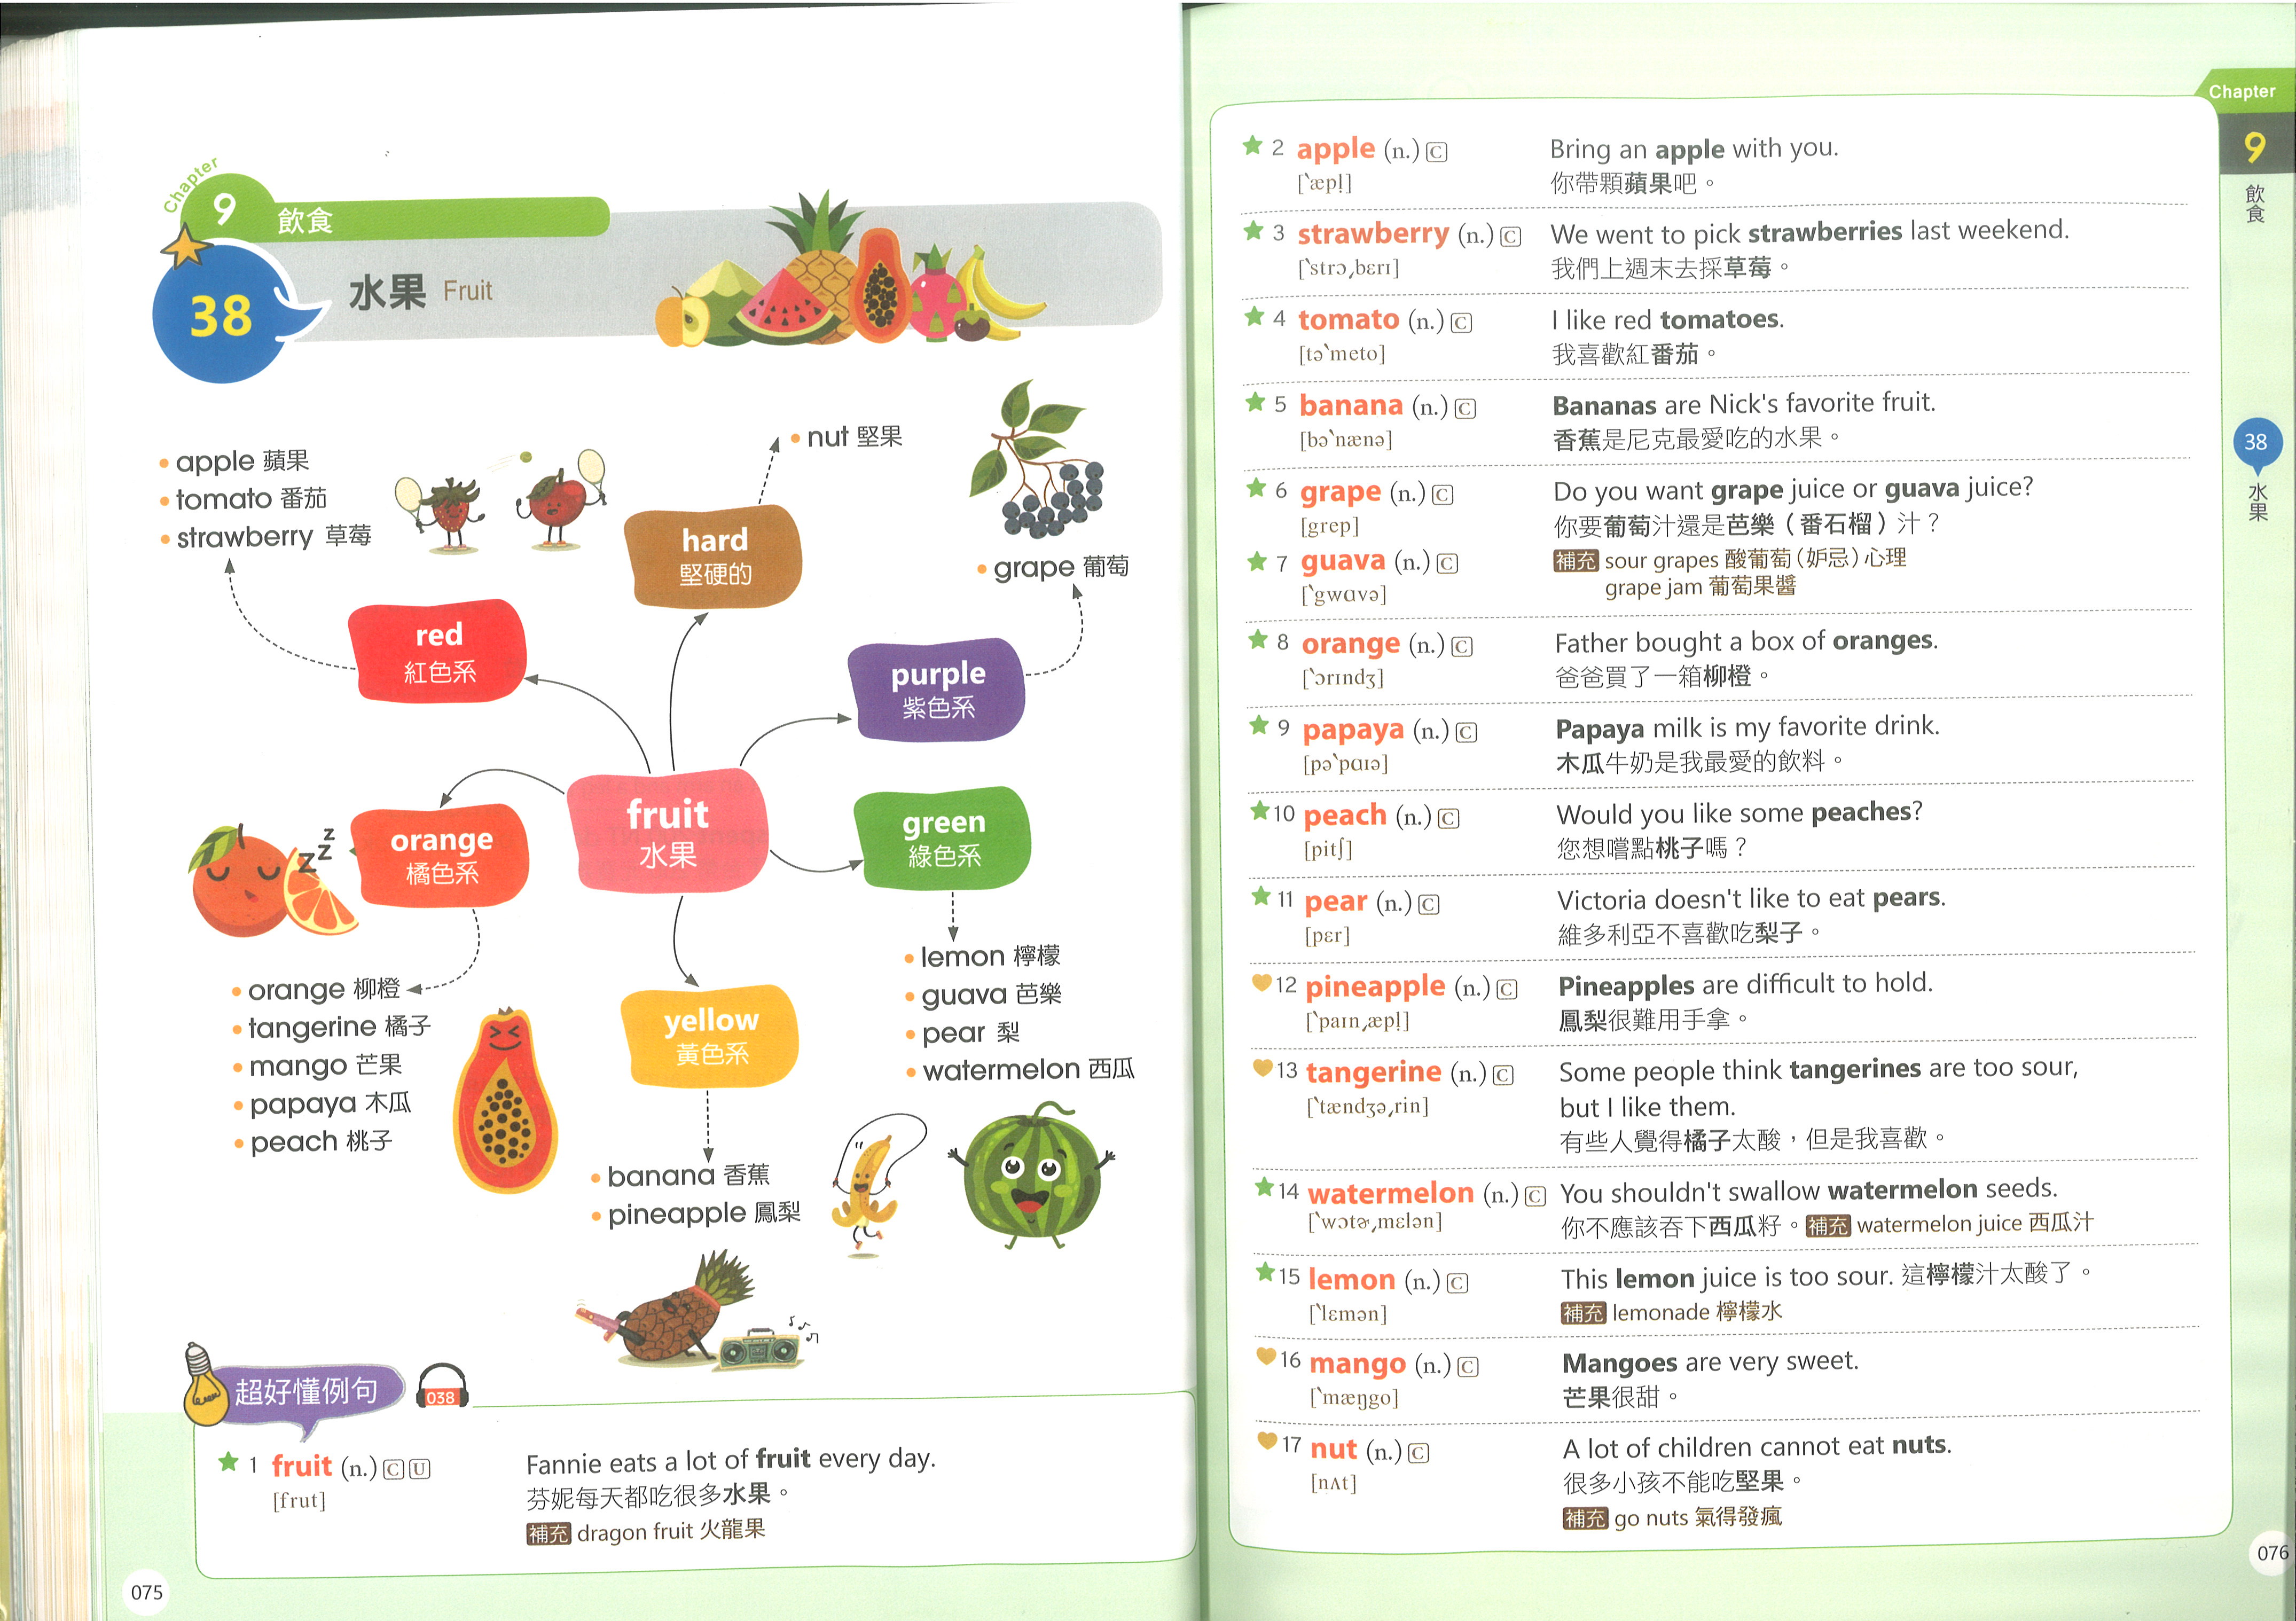 Chapter
9 飲食
38
水果 Fruit
apple 蘋果
tomato 番茄
strawberry 草莓
nut 堅果
grape 葡萄
hard
堅硬的
red
紅色系
purple
紫色系
fruit
水果
orange
橘色系
green
綠色系
yellow
黃色系
z
z
z
orange 柳橙
tangerine 橘子
mango 芒果
papaya 木瓜
peach 桃子
lemon 檸檬
guava 芭樂
pear 梨
watermelon 西瓜
banana 香蕉
pineapple 鳳梨
超好懂例句
038
1 fruit (n.) C U
[frut]
Fannie eats a lot of fruit every day.
芬妮每天都吃很多水果。
補充 dragon fruit 火龍果
075
2 apple (n.) C
[ˋæpḷ]
Bring an apple with you.
你帶顆蘋果吧。
3 strawberry (n.) C
[ˋstrɔˏbɛrɪ]
We went to pick strawberries last weekend.
我們上週末去採草莓。
4 tomato (n.) C
[təˋmeto]
I like red tomatoes.
我喜歡紅番茄。
5 banana (n.) C
[bəˋnænə]
Bananas are Nick's favorite fruit.
香蕉是尼克最愛吃的水果。
6 grape (n.) C
[grep]
7 guava (n.) C
[ˋgwɑvə]
Do you want grape juice or guava juice?
你要葡萄汁還是芭樂（番石榴）汁？
補充 sour grapes 酸葡萄（妒忌）心理
grape jam 葡萄果醬
8 orange (n.) C
[ˋɔrɪndʒ]
Father bought a box of oranges.
爸爸買了一箱柳橙。
9 papaya (n.) C
[pəˋpɑɪə]
Papaya milk is my favorite drink.
木瓜牛奶是我最愛的飲料。
10 peach (n.) C
[pitʃ]
Would you like some peaches?
您想嚐點桃子嗎？
11 pear (n.) C
[pɛr]
Victoria doesn't like to eat pears.
維多利亞不喜歡吃梨子。
12 pineapple (n.) C
[ˋpaɪnˏæpḷ]
Pineapples are difficult to hold.
鳳梨很難用手拿。
13 tangerine (n.) C
[ˋtændʒəˏrin]
Some people think tangerines are too sour,
but I like them.
有些人覺得橘子太酸，但是我喜歡。
14 watermelon (n.) C
[ˋwɔtɚˏmɛlən]
You shouldn't swallow watermelon seeds.
你不應該吞下西瓜籽。補充 watermelon juice 西瓜汁
15 lemon (n.) C
[ˋlɛmən]
This lemon juice is too sour. 這檸檬汁太酸了。
補充 lemonade 檸檬水
16 mango (n.) C
[ˋmæŋgo]
Mangoes are very sweet.
芒果很甜。
17 nut (n.) C
[nʌt]
A lot of children cannot eat nuts.
很多小孩不能吃堅果。
補充 go nuts 氣得發瘋
Chapter
9
飲食
38
水果
076